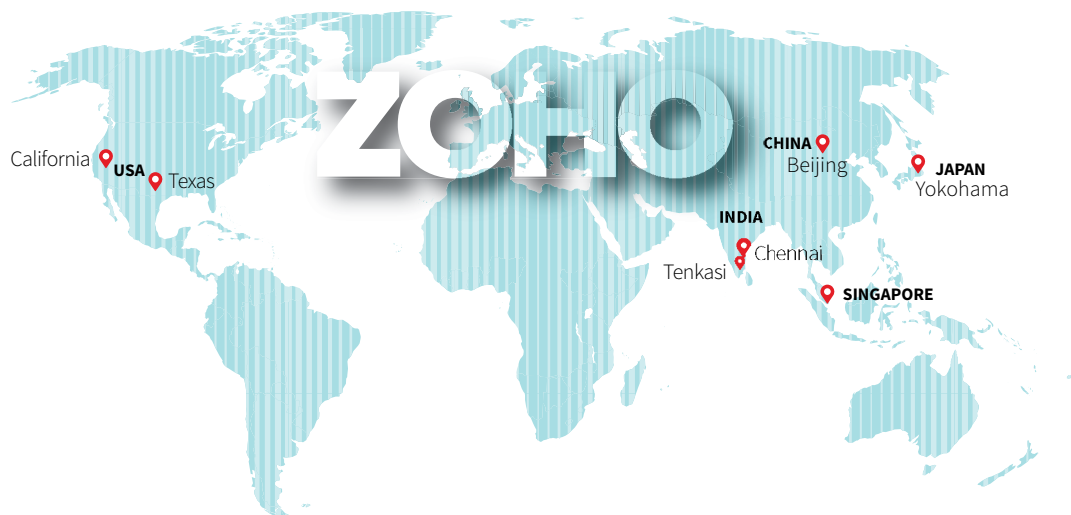 ZOHO
California
USA
Texas
CHINA
Beijing
JAPAN
Yokohama
INDIA
Chennai
Tenkasi
SINGAPORE